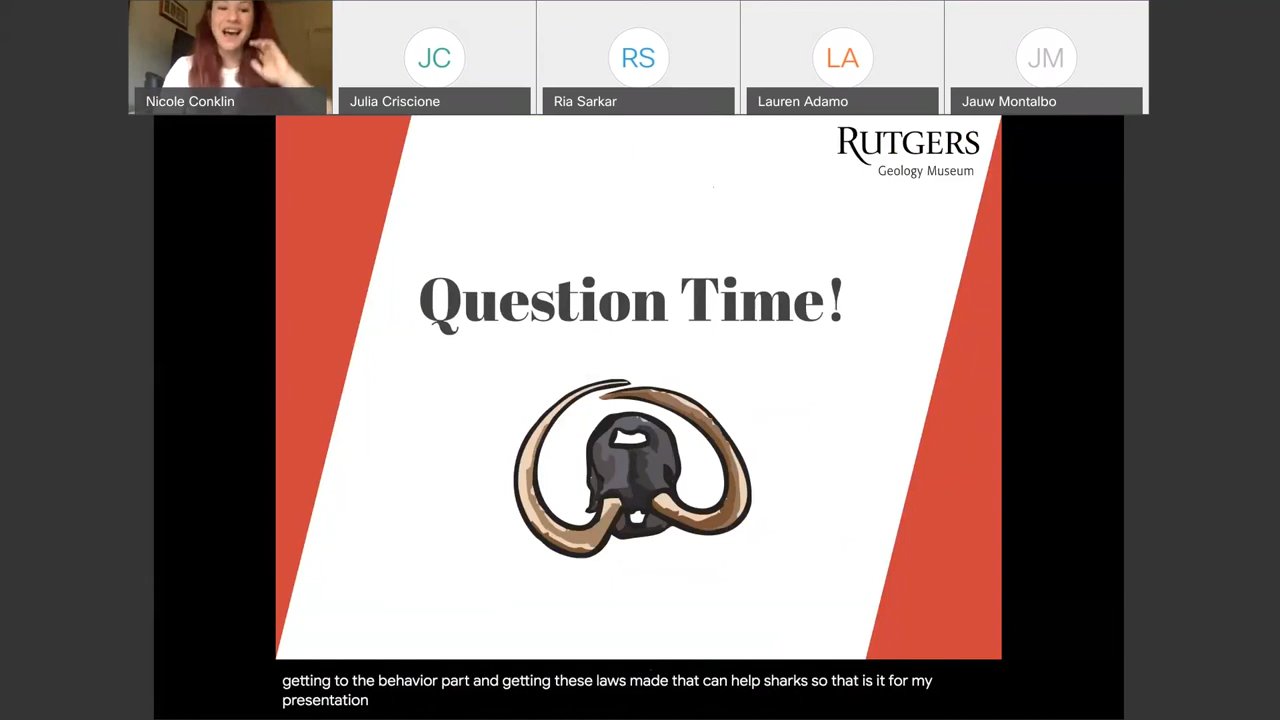 JC
RS
LA
JM
Nicole Conklin
Julia Criscione
Ria Sarkar
Lauren Adamo
Jauw Montalbo
RUTGERS
Geology Museum
Question Time!
getting to the behavior part and getting these laws made that can help sharks so that is it for my
presentation